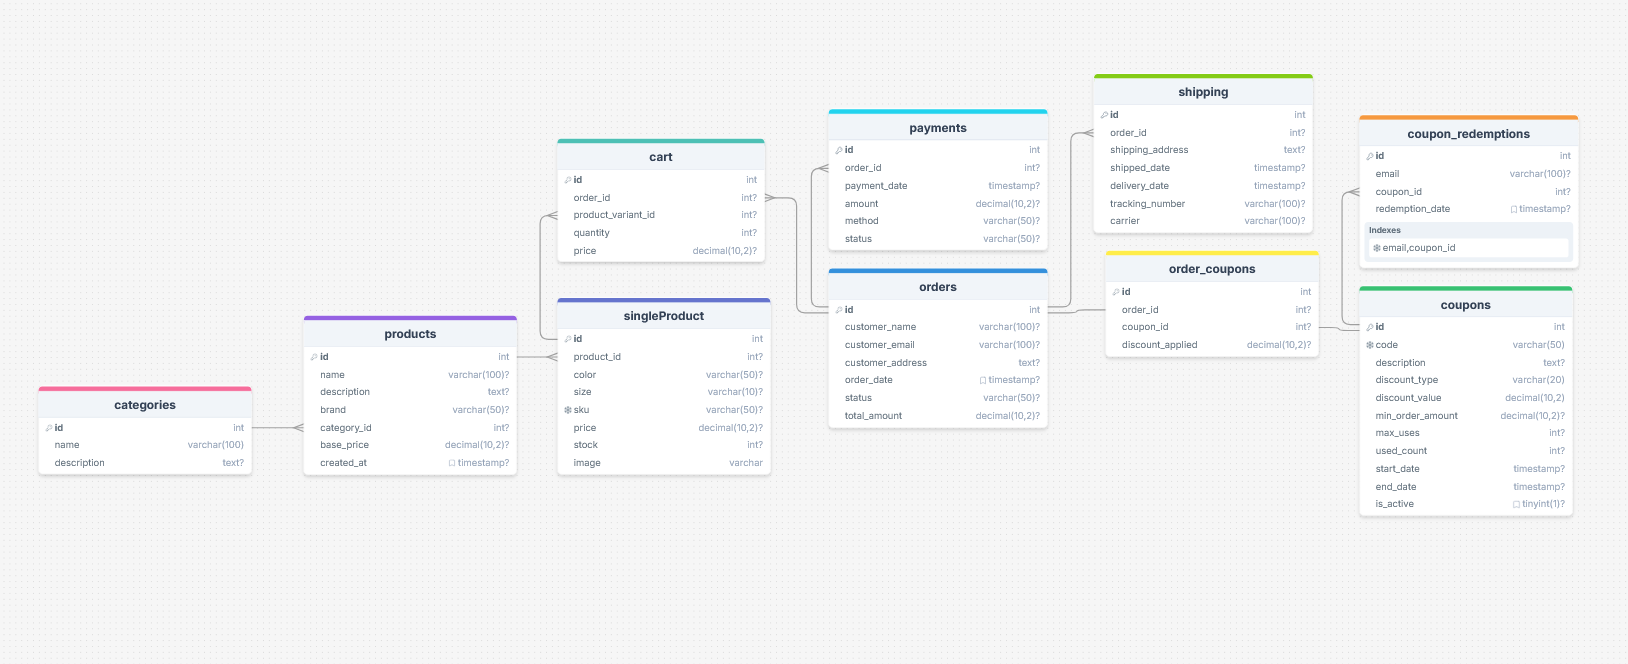 categories
id int
name varchar(100)
description text?
products
id int
name varchar(100)?
description text?
brand varchar(50)?
category_id int?
base_price decimal(10,2)?
created_at timestamp?
cart
id int
order_id int?
product_variant_id int?
quantity int?
price decimal(10,2)?
singleProduct
id int
product_id int?
color varchar(50)?
size varchar(10)?
sku varchar(50)?
price decimal(10,2)?
stock int?
image varchar
payments
id int
order_id int?
payment_date timestamp?
amount decimal(10,2)?
method varchar(50)?
status varchar(50)?
orders
id int
customer_name varchar(100)?
customer_email varchar(100)?
customer_address text?
order_date timestamp?
status varchar(50)?
total_amount decimal(10,2)?
shipping
id int
order_id int?
shipping_address text?
shipped_date timestamp?
delivery_date timestamp?
tracking_number varchar(100)?
carrier varchar(100)?
order_coupons
id int
order_id int?
coupon_id int?
discount_applied decimal(10,2)?
coupon_redemptions
id int
email varchar(100)?
coupon_id int?
redemption_date timestamp?
Indexes
email,coupon_id
coupons
id int
code varchar(50)
description text?
discount_type varchar(20)
discount_value decimal(10,2)
min_order_amount decimal(10,2)?
max_uses int?
used_count int?
start_date timestamp?
end_date timestamp?
is_active tinyint(1)?